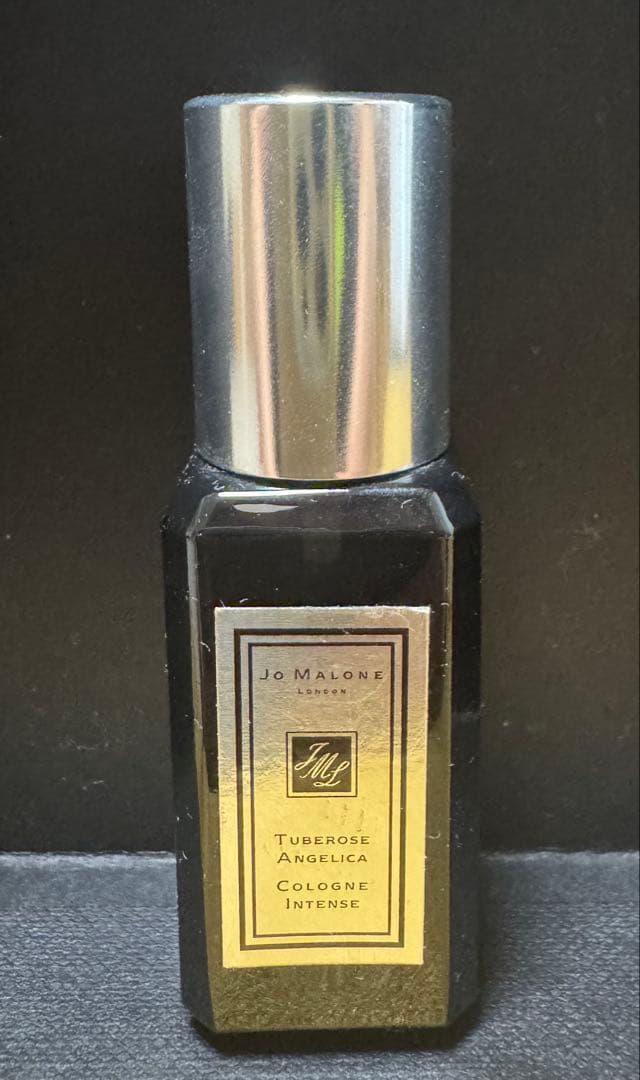 Jo Malone
London
JML
Tuberose
Angelica
Cologne
Intense